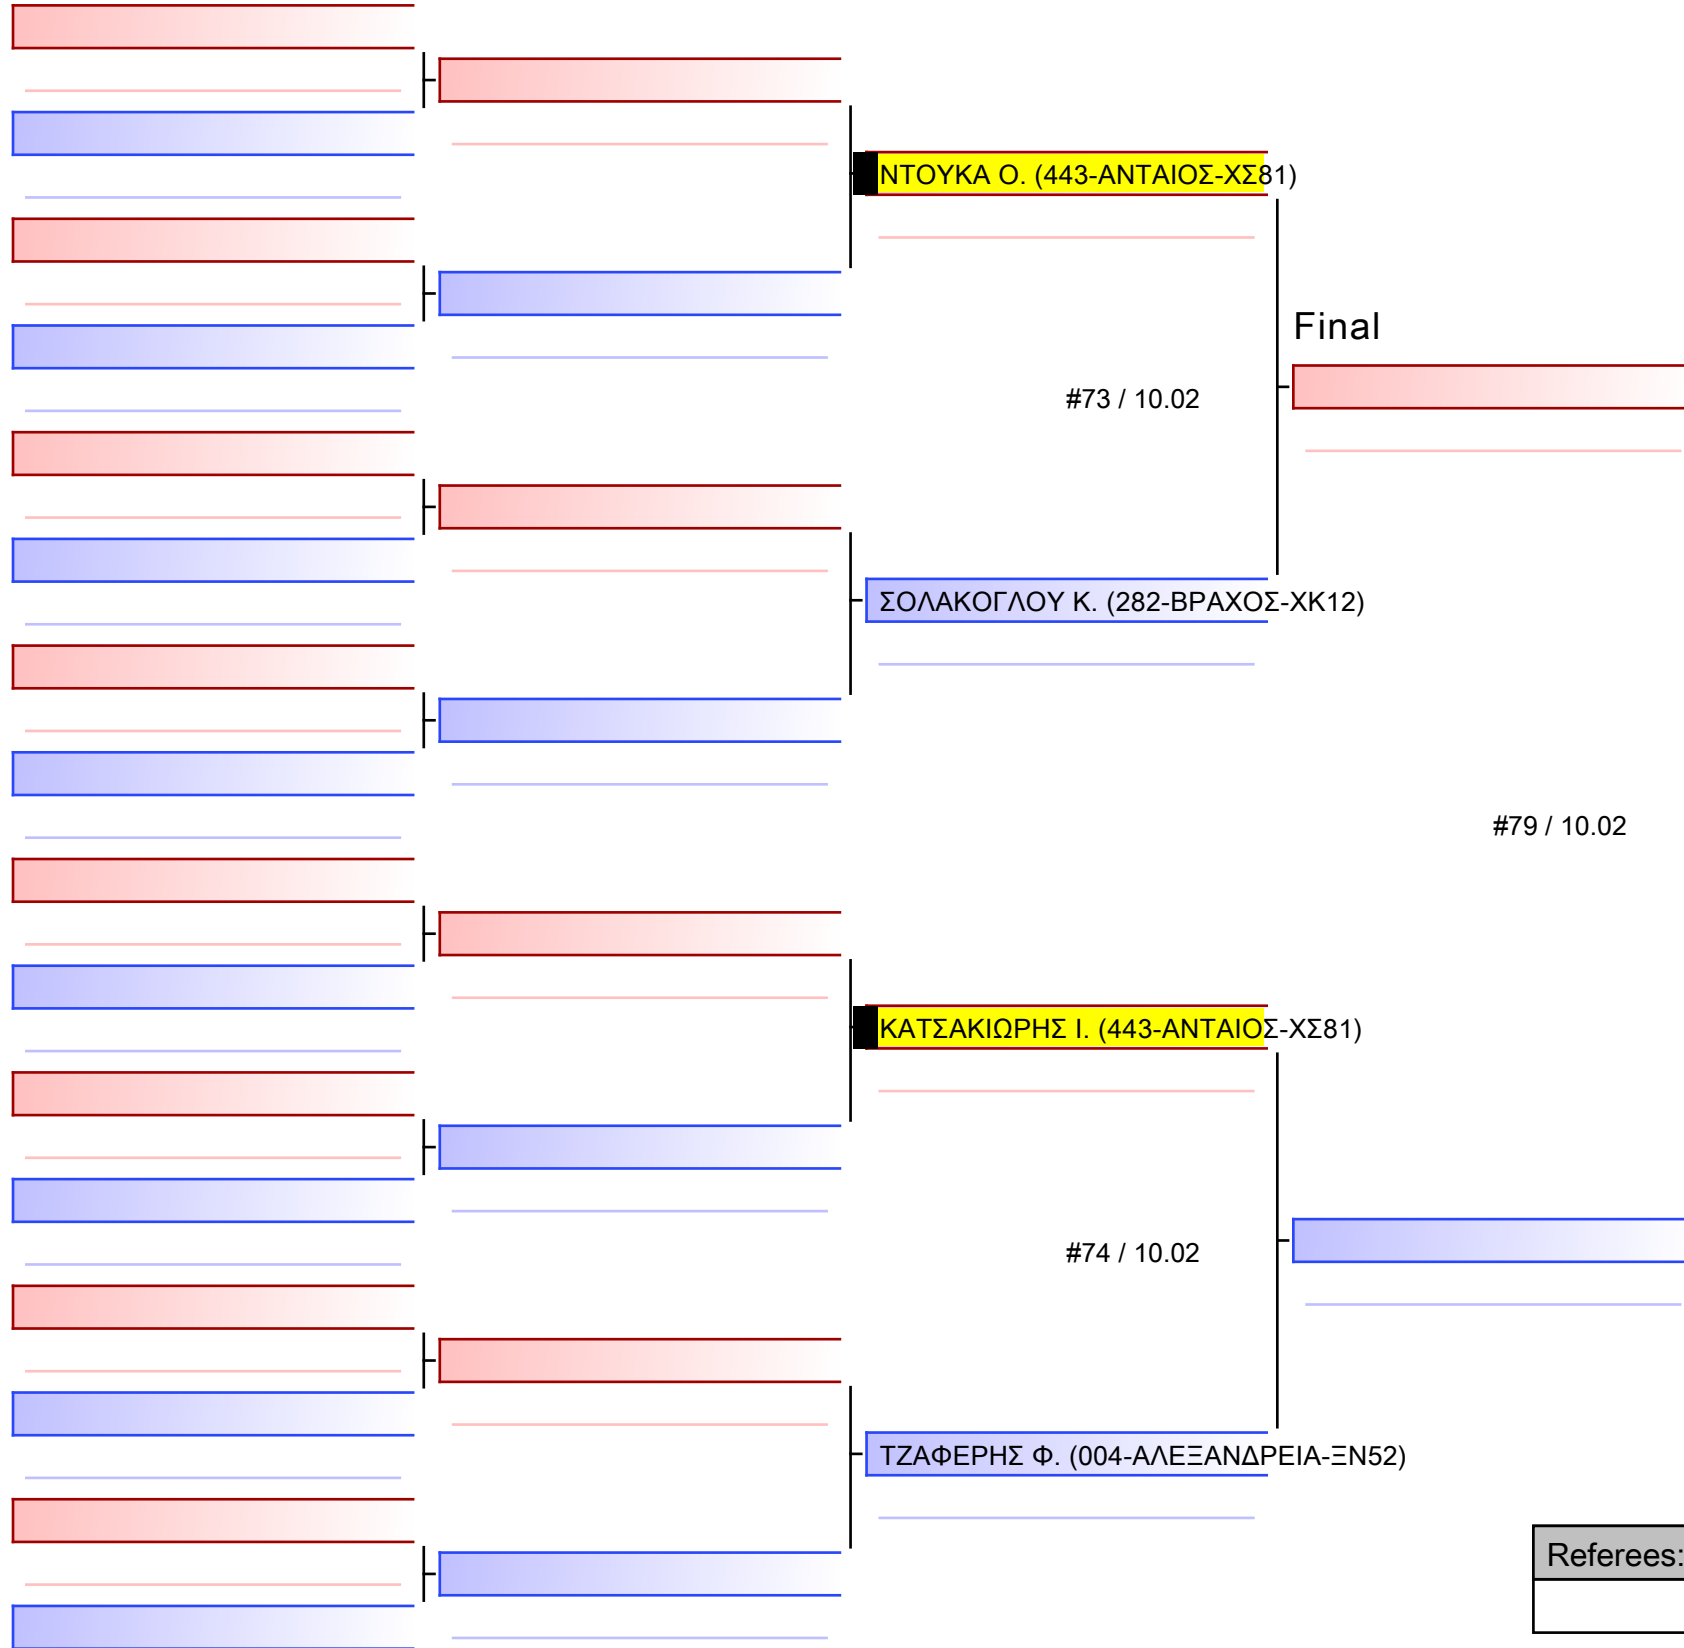 ΝΤΟΥΚΑ Ο. (443-ΑΝΤΑΙΟΣ-ΧΣ81)
Final
#73 / 10.02
ΣΟΛΑΚΟΓΛΟΥ Κ. (282-ΒΡΑΧΟΣ-ΧΚ12)
#79 / 10.02
ΚΑΤΣΑΚΙΩΡΗΣ Ι. (443-ΑΝΤΑΙΟΣ-ΧΣ81)
#74 / 10.02
ΤΖΑΦΕΡΗΣ Φ. (004-ΑΛΕΞΑΝΔΡΕΙΑ-ΞΝ52)
Referees: